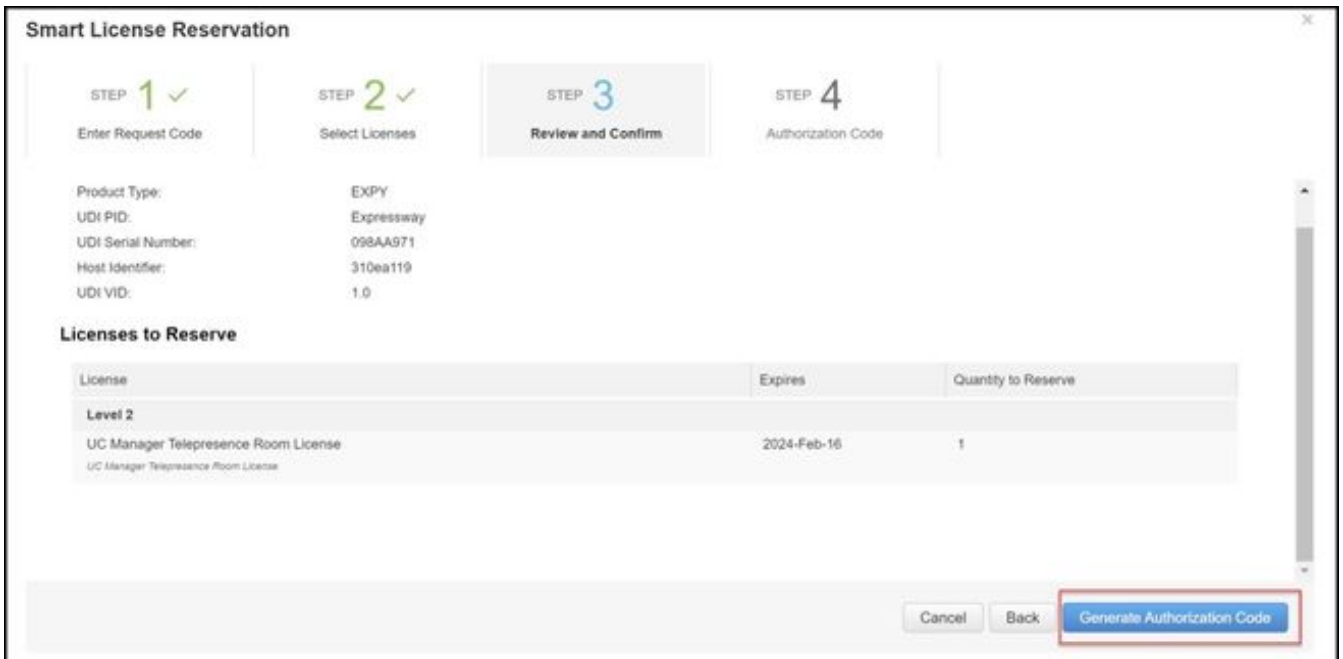 Smart License Reservation
STEP 1
Enter Request Code
STEP 2
Select Licenses
STEP 3
Review and Confirm
STEP 4
Authorization Code
Product Type: EXPY
UDI PID: Expressway
UDI Serial Number: 098AA971
Host Identifier: 310ea119
UDI VID: 1.0
Licenses to Reserve
License Expires Quantity to Reserve
Level 2
UC Manager Telepresence Room License 2024-Feb-16 1
UC Manager Telepresence Room License
Cancel Back Generate Authorization Code